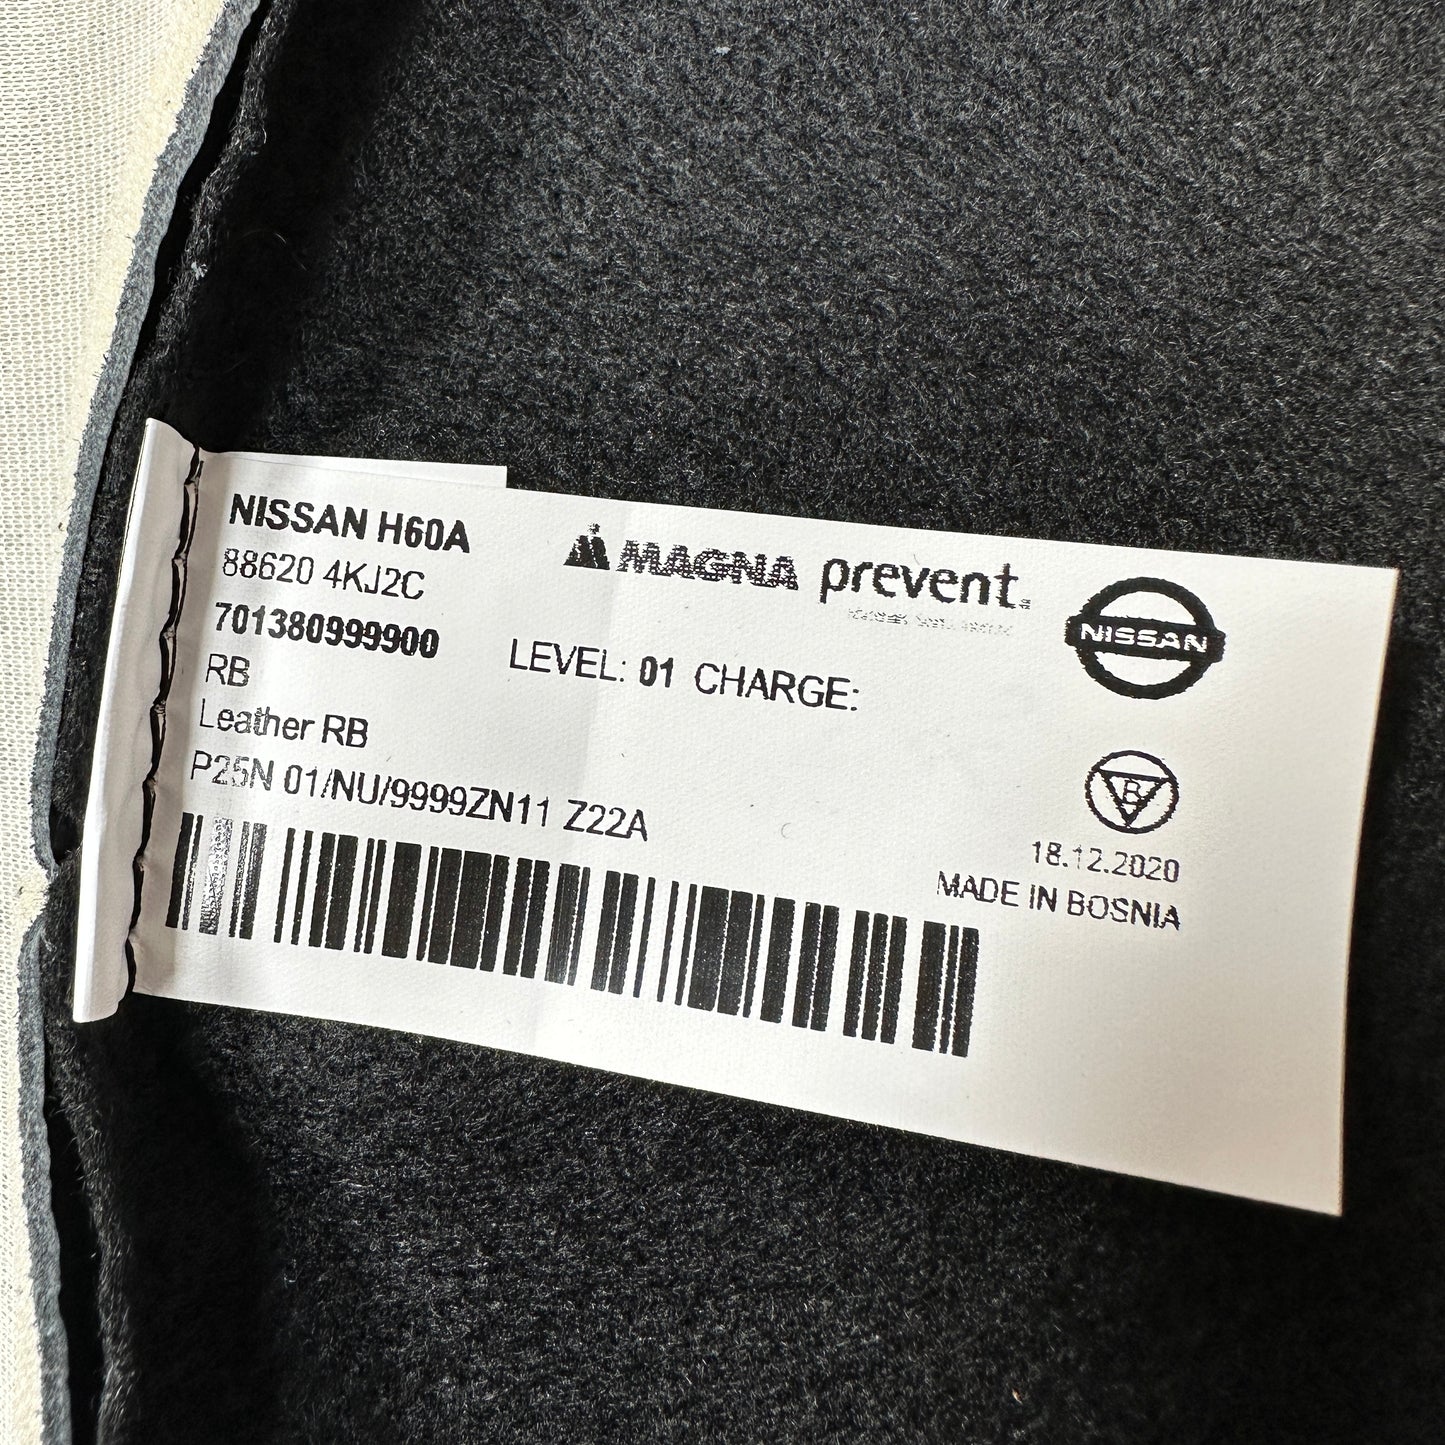 NISSAN H60A
88620 4KJ2C
701380999900
RB
Leather RB
P25N 01/NU/9999ZN11 Z22A
MAGNA prevent.
LEVEL: 01 CHARGE:
NISSAN
B
18.12.2020
MADE IN BOSNIA